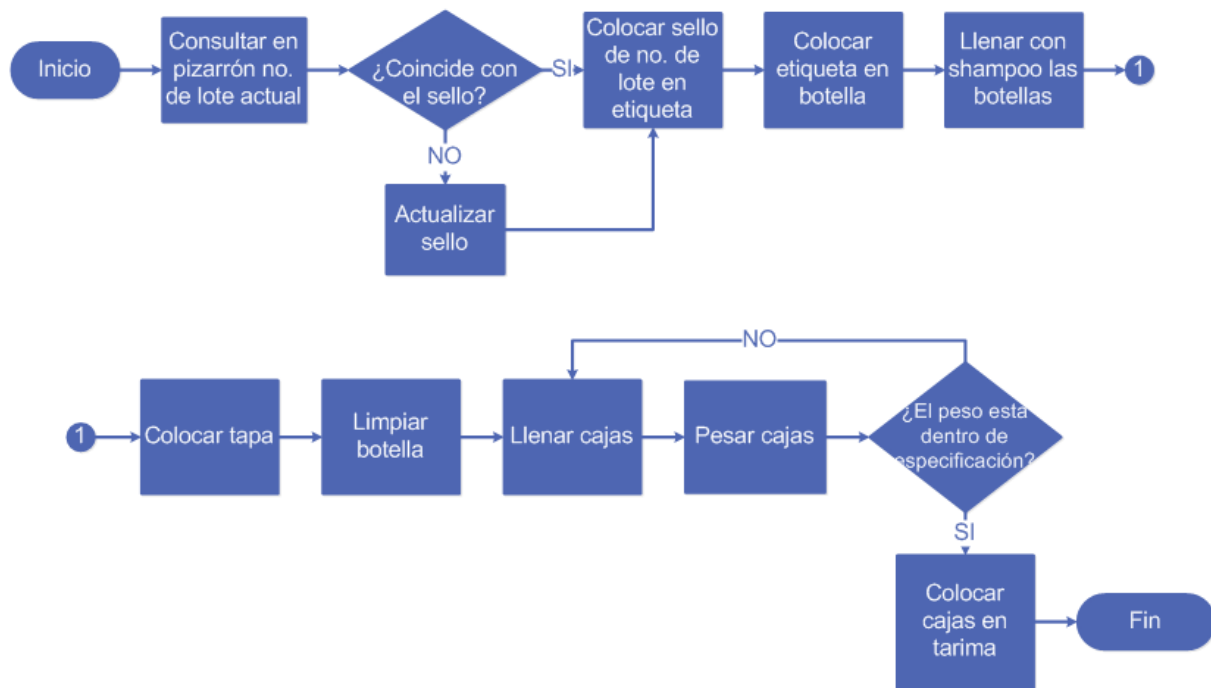 Inicio
Consultar en
pizarrón no.
de lote actual
¿Coincide con
el sello?
SI
NO
Actualizar
sello
Colocar sello
de no. de
lote en
etiqueta
Colocar
etiqueta en
botella
Llenar con
shampoo las
botellas
1
1
Colocar tapa
Limpiar
botella
Llenar cajas
Pesar cajas
¿El peso esta
dentro de
especificación?
NO
SI
Colocar
cajas en
tarima
Fin